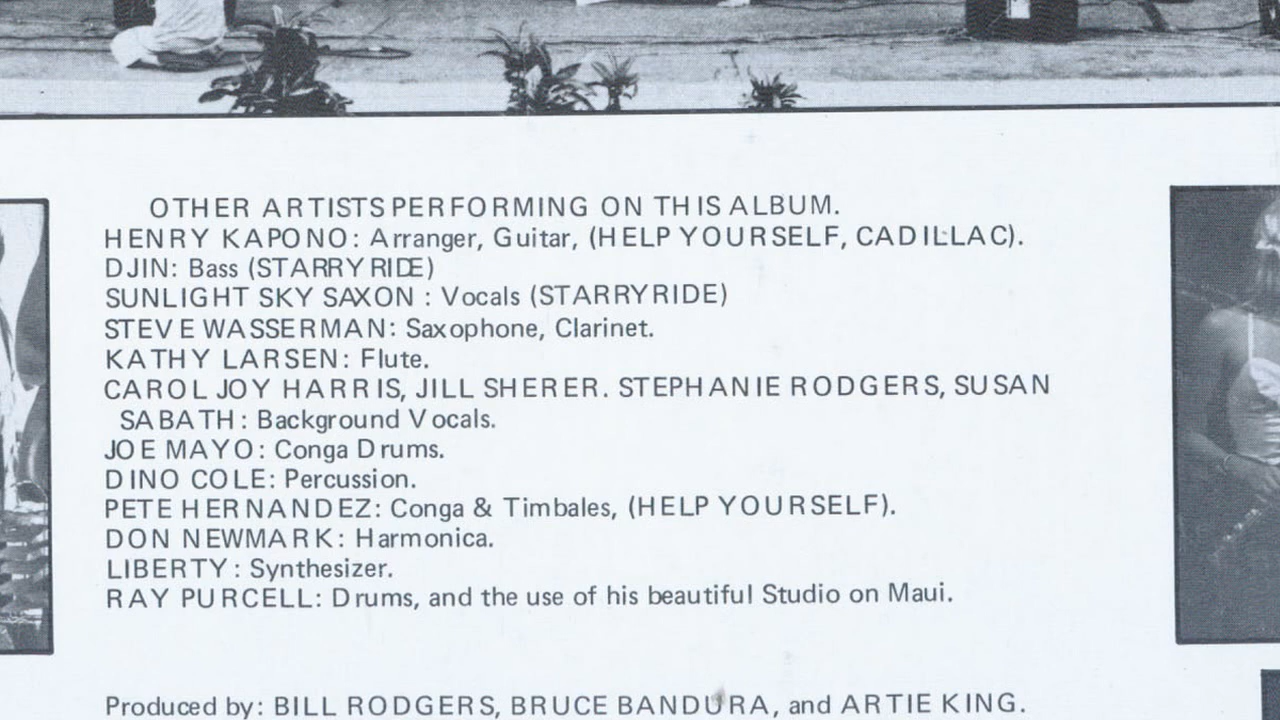 OTHER ARTISTS PERFORMING ON THIS ALBUM.
HENRY KAPONO: Arranger, Guitar, (HELP YOURSELF, CADILLAC).
DJIN: Bass (STARRY RIDE)
SUNLIGHT SKY SAXON : Vocals (STARRY RIDE)
STEVE WASSERMAN: Saxophone, Clarinet.
KATHY LARSEN: Flute.
CAROL JOY HARRIS, JILL SHERER. STEPHANIE RODGERS, SUSAN
SABATH: Background Vocals.
JOE MAYO: Conga Drums.
DINO COLE: Percussion.
PETE HERNANDEZ: Conga & Timbales, (HELP YOURSELF).
DON NEWMARK: Harmonica.
LIBERTY: Synthesizer.
RAY PURCELL: Drums, and the use of his beautiful Studio on Maui.
Produced by: BILL RODGERS, BRUCE BANDURA, and ARTIE KING.